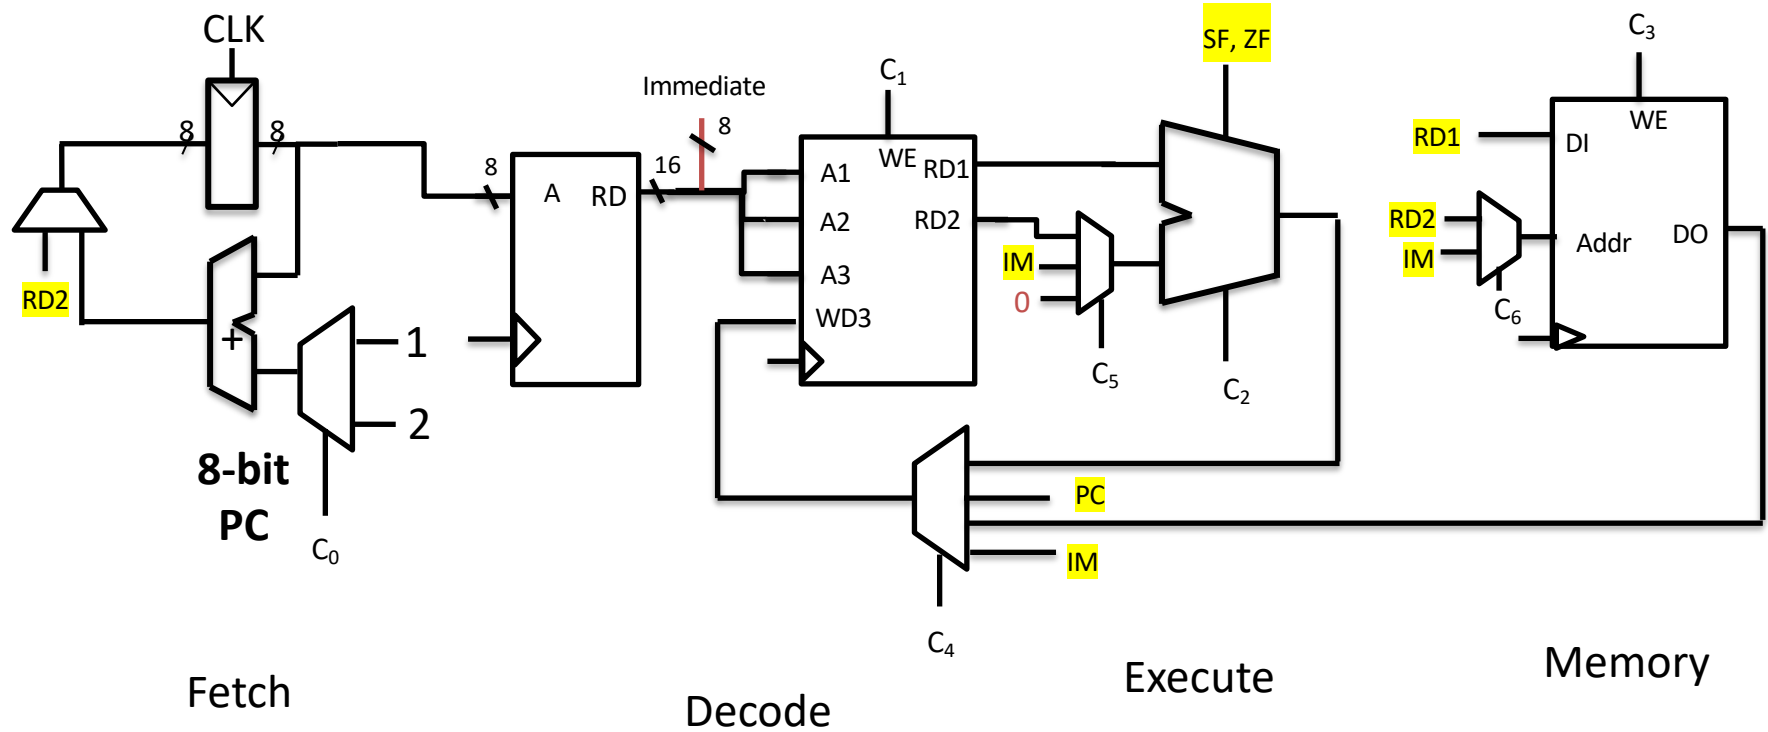 CLK
8
8
RD2
+
1
2
8-bit
PC
C0
Fetch
8
A
RD
16
Immediate
8
C1
WE
A1
A2
A3
WD3
RD1
RD2
Decode
IM
0
C5
SF, ZF
C2
PC
IM
C4
Execute
C3
WE
RD1
DI
RD2
IM
Addr
DO
C6
Memory